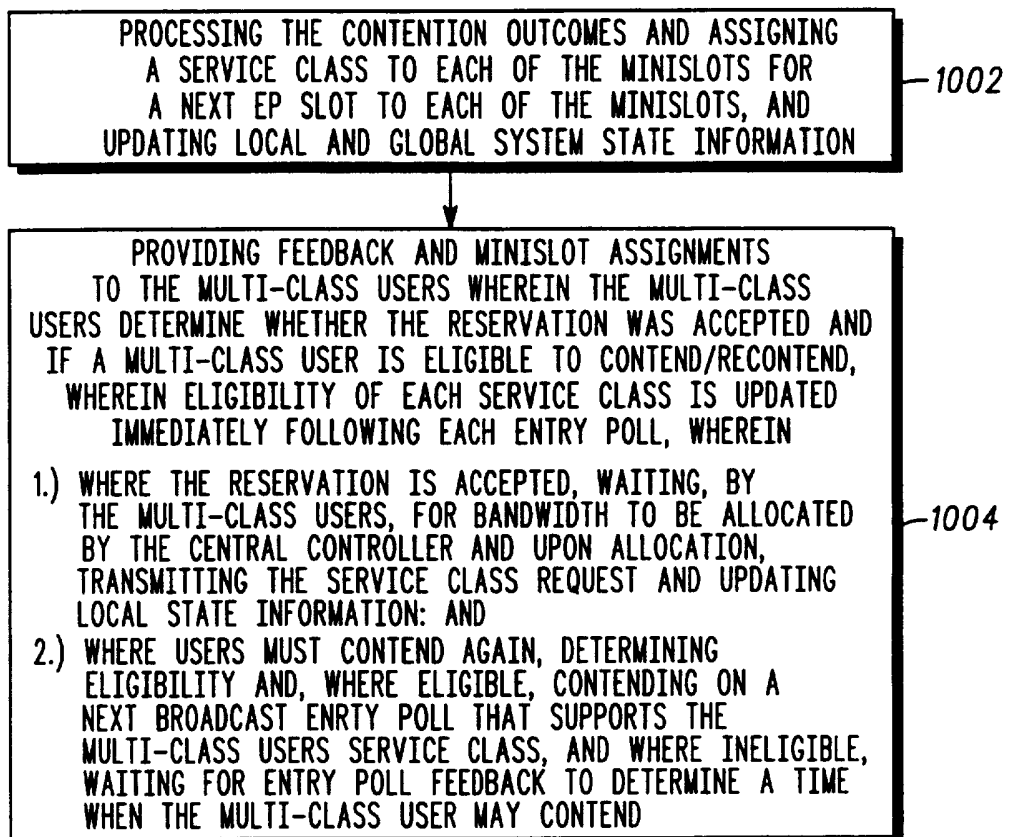 PROCESSING THE CONTENTION OUTCOMES AND ASSIGNING
A SERVICE CLASS TO EACH OF THE MINISLOTS FOR
A NEXT EP SLOT TO EACH OF THE MINISLOTS, AND
UPDATING LOCAL AND GLOBAL SYSTEM STATE INFORMATION
1002
PROVIDING FEEDBACK AND MINISLOT ASSIGNMENTS
TO THE MULTI-CLASS USERS WHEREIN THE MULTI-CLASS
USERS DETERMINE WHETHER THE RESERVATION WAS ACCEPTED AND
IF A MULTI-CLASS USER IS ELIGIBLE TO CONTEND/RECONTEND,
WHEREIN ELIGIBILITY OF EACH SERVICE CLASS IS UPDATED
IMMEDIATELY FOLLOWING EACH ENTRY POLL, WHEREIN
1.) WHERE THE RESERVATION IS ACCEPTED, WAITING, BY
THE MULTI-CLASS USERS, FOR BANDWIDTH TO BE ALLOCATED
BY THE CENTRAL CONTROLLER AND UPON ALLOCATION,
TRANSMITTING THE SERVICE CLASS REQUEST AND UPDATING
LOCAL STATE INFORMATION: AND
2.) WHERE USERS MUST CONTEND AGAIN, DETERMINING
ELIGIBILITY AND, WHERE ELIGIBLE, CONTENDING ON A
NEXT BROADCAST ENRTY POLL THAT SUPPORTS THE
MULTI-CLASS USERS SERVICE CLASS, AND WHERE INELIGIBLE,
WAITING FOR ENTRY POLL FEEDBACK TO DETERMINE A TIME
WHEN THE MULTI-CLASS USER MAY CONTEND
1004